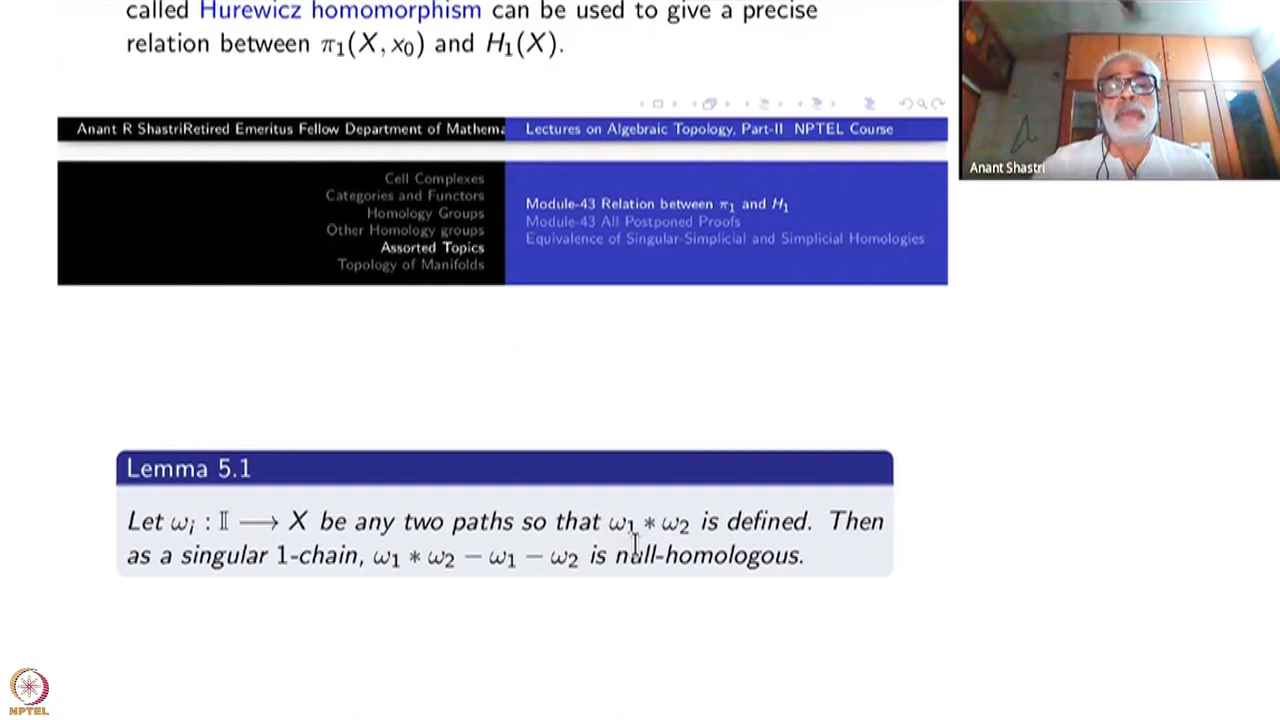 called Hurewicz homomorphism can be used to give a precise
relation between π₁(X, x₀) and H₁(X).
Anant R ShastriRetired Emeritus Fellow Department of Mathema
Lectures on Algebraic Topology, Part-II NPTEL Course
Cell Complexes
Categories and Functors
Homology Groups
Other Homology groups
Assorted Topics
Topology of Manifolds
Module-43 Relation between π₁ and H₁
Module-43 All Postponed Proofs
Equivalence of Singular-Simplicial and Simplicial Homologies
Anant Shastri
Lemma 5.1
Let ωᵢ : 𝕀 ⟶ X be any two paths so that ω₁ * ω₂ is defined. Then
as a singular 1-chain, ω₁ * ω₂ − ω₁ − ω₂ is null-homologous.
NPTEL